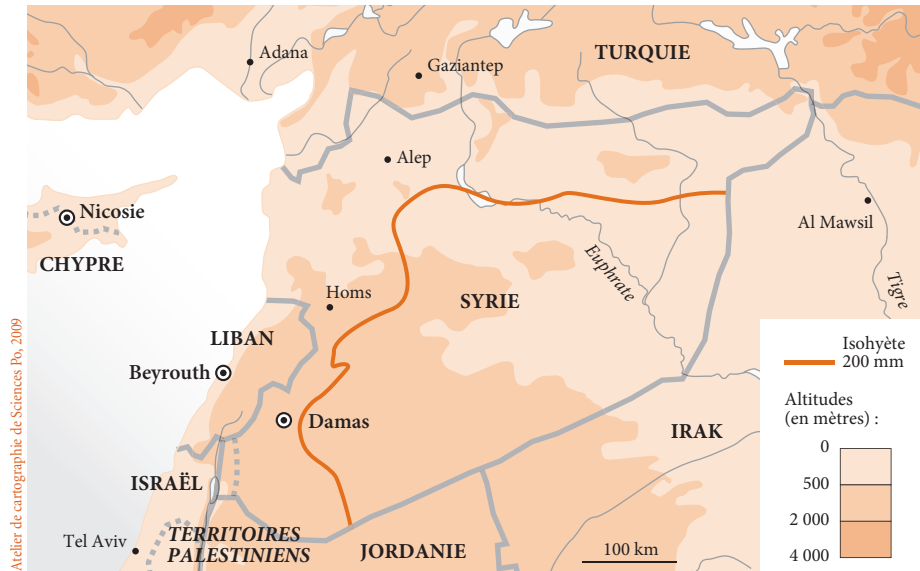 Adana
TURQUIE
Gaziantep
Alep
Nicosie
Al Mawsil
CHYPRE
Euphrate
Tigre
Homs
SYRIE
LIBAN
Beyrouth
Damas
IRAK
ISRAËL
Tel Aviv
TERRITOIRES
PALESTINIENS
JORDANIE
100 km
Isohyète
200 mm
Altitudes
(en mètres) :
0
500
2 000
4 000
Atelier de cartographie de Sciences Po, 2009